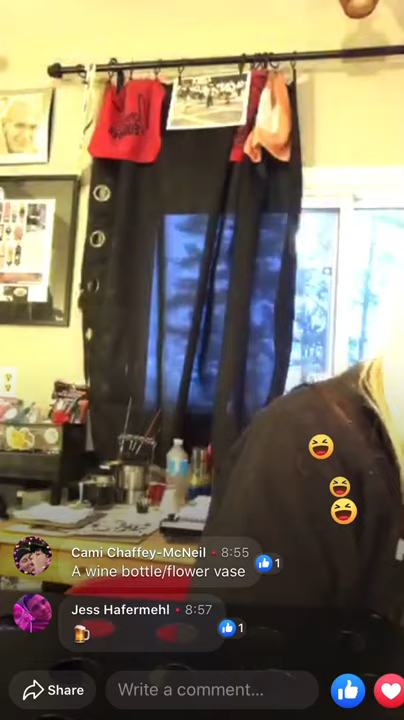 Cami Chaffey-McNeil • 8:55
A wine bottle/flower vase
1
Jess Hafermehl • 8:57
1
Share
Write a comment...